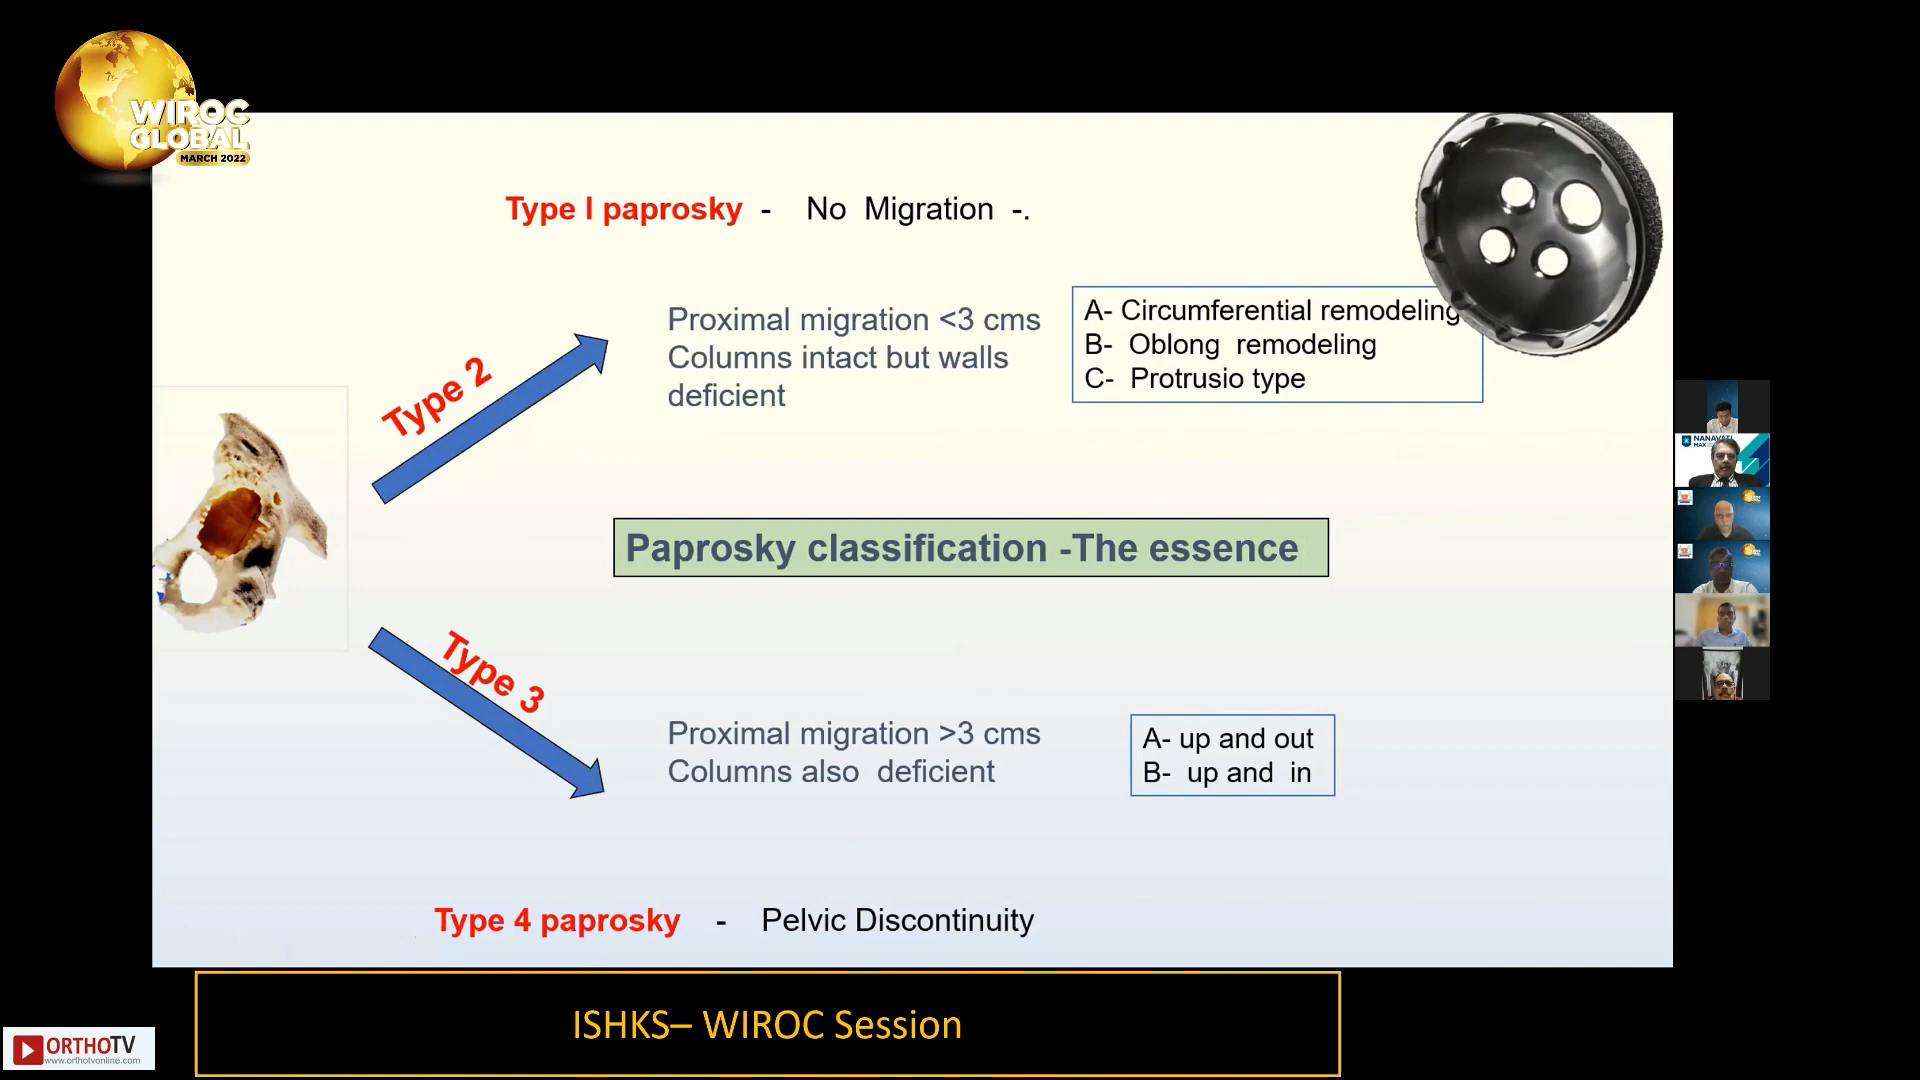 WIROC
GLOBAL
MARCH 2022
Type I paprosky - No Migration -.
Type 2
Proximal migration <3 cms
Columns intact but walls
deficient
A- Circumferential remodeling
B- Oblong remodeling
C- Protrusio type
Paprosky classification -The essence
Type 3
Proximal migration >3 cms
Columns also deficient
A- up and out
B- up and in
Type 4 paprosky - Pelvic Discontinuity
NANAVATI
MAX
ISHKS– WIROC Session
ORTHOTV
www.orthotvonline.com